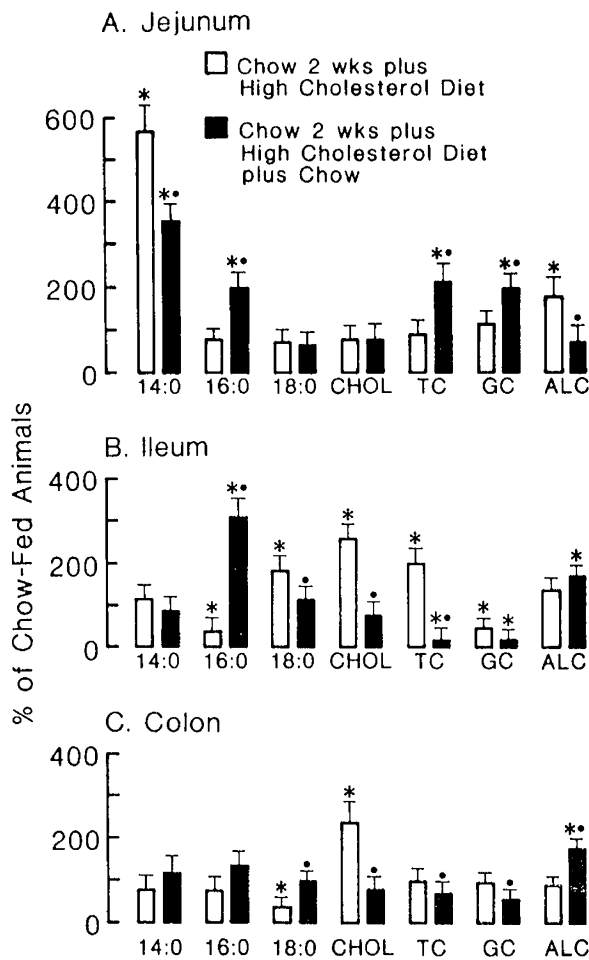 A. Jejunum
Chow 2 wks plus
High Cholesterol Diet
Chow 2 wks plus
High Cholesterol Diet
plus Chow
600
400
200
0
* *• *• *• *• * •
14:0 16:0 18:0 CHOL TC GC ALC
% of Chow-Fed Animals
B. Ileum
400
200
0
* *• * • * • * *• * * *
14:0 16:0 18:0 CHOL TC GC ALC
C. Colon
400
200
0
* • * • • • *•
14:0 16:0 18:0 CHOL TC GC ALC